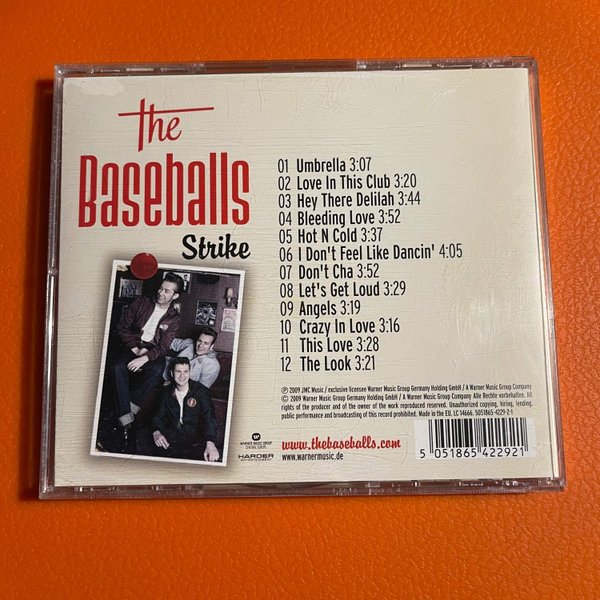 the
Baseballs
Strike
01 Umbrella 3:07
02 Love In This Club 3:20
03 Hey There Delilah 3:44
04 Bleeding Love 3:52
05 Hot N Cold 3:37
06 I Don't Feel Like Dancin' 4:05
07 Don't Cha 3:52
08 Let's Get Loud 3:29
09 Angels 3:19
10 Crazy In Love 3:16
11 This Love 3:28
12 The Look 3:21
℗ 2009 JMC Music / exclusive licensee Warner Music Group Germany Holding GmbH / A Warner Music Group Company
© 2009 Warner Music Group Germany Holding GmbH / A Warner Music Group Company Alle Rechte vorbehalten. All
rights of the producer and of the owner of the work reproduced reserved. Unauthorized copying, hiring, lending,
public performance and broadcasting of this record prohibited. Made in the EU. LC 14666. 5051865-4229-2-1
WARNER MUSIC GROUP
HARDER
ENTERTAINMENT
www.thebaseballs.com
www.warnermusic.de
5 051865 422921